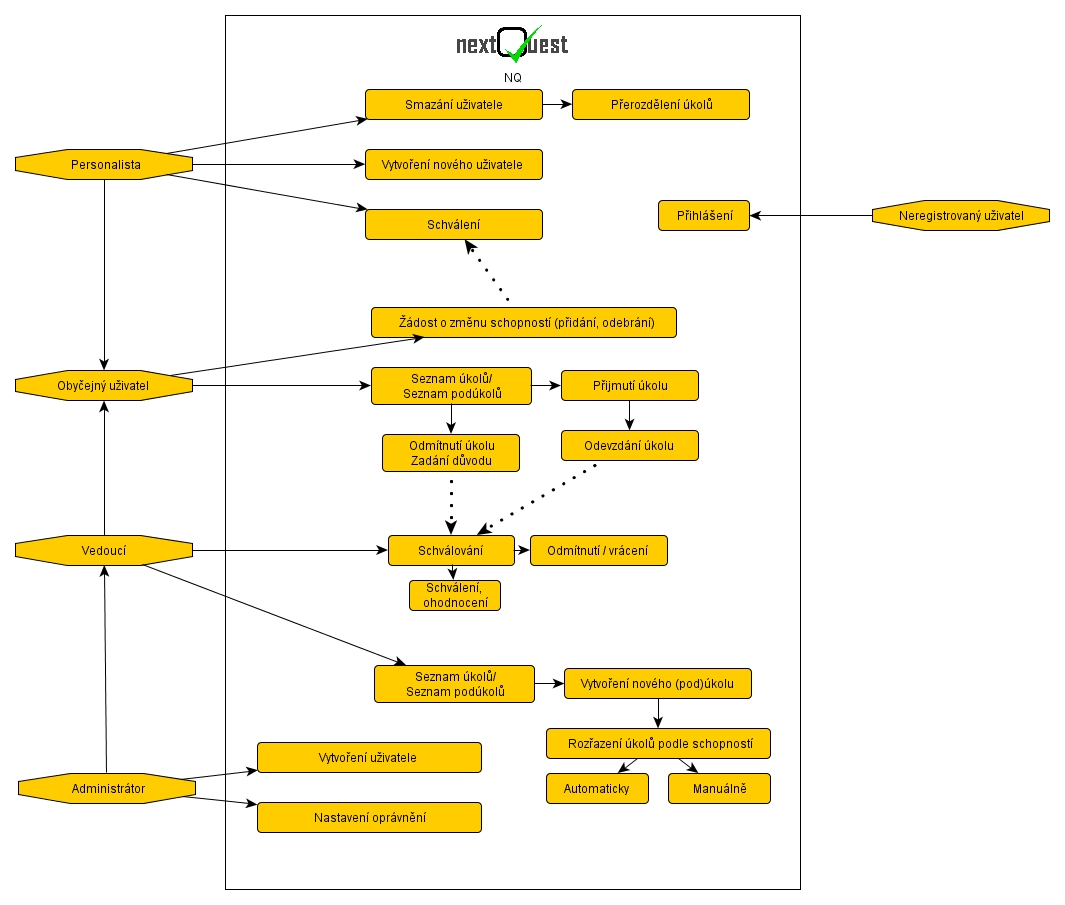 nextQuest
NQ
Smazání uživatele
Přerozdělení úkolů
Personalista
Vytvoření nového uživatele
Schválení
Přihlášení
Neregistrovaný uživatel
Žádost o změnu schopností (přidání, odebrání)
Obyčejný uživatel
Seznam úkolů/
Seznam podúkolů
Přijmutí úkolu
Odmítnutí úkolu
Zadání důvodu
Odevzdání úkolu
Vedoucí
Schválování
Odmítnutí / vrácení
Schválení,
ohodnocení
Seznam úkolů/
Seznam podúkolů
Vytvoření nového (pod)úkolu
Rozřazení úkolů podle schopností
Vytvoření uživatele
Administrátor
Automaticky
Manuálně
Nastavení oprávnění